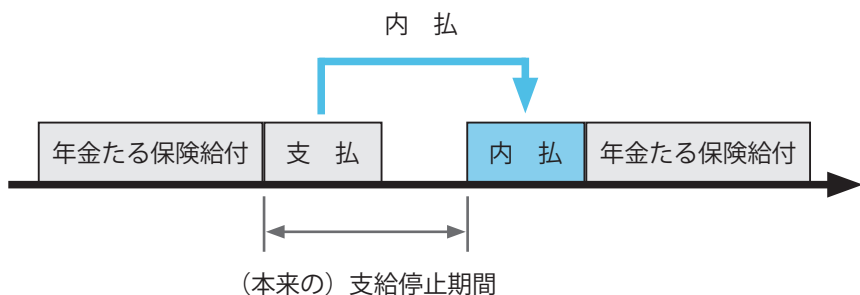 内　払
年金たる保険給付
支　払
内　払
年金たる保険給付
（本来の）支給停止期間